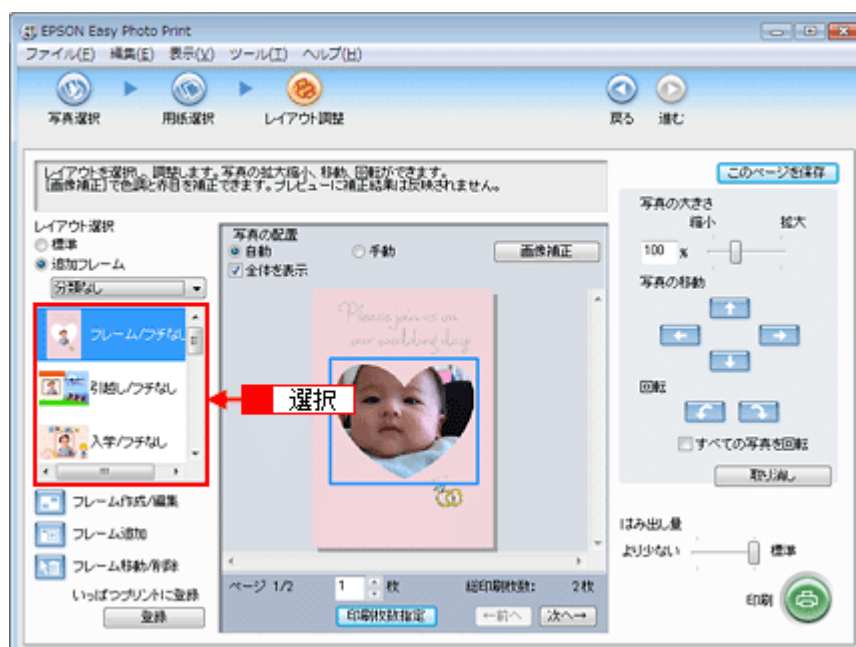 EPSON Easy Photo Print
ファイル(F) 編集(E) 表示(V) ツール(T) ヘルプ(H)
写真選択 用紙選択 レイアウト調整 戻る 進む
レイアウトを選択し、調整します。写真の拡大縮小、移動、回転ができます。
[画像補正]で色調と赤目を補正できます。プレビューに補正結果は反映されません。
このページを保存
レイアウト選択
標準
追加フレーム
分類なし
フレーム/フチなし
引越し/フチなし
入学/フチなし
フレーム作成/編集
フレーム追加
フレーム移動/削除
いっぱつプリントに登録
登録
写真の配置
自動 手動 画像補正
全体を表示
Please join us on
our wedding day
選択
ページ 1/2 1 枚 総印刷枚数: 2枚
印刷枚数指定 ←前へ 次へ→
写真の大きさ
縮小 拡大
100 %
写真の移動
回転
すべての写真を回転
取り消し
はみ出し量
より少ない 標準
印刷